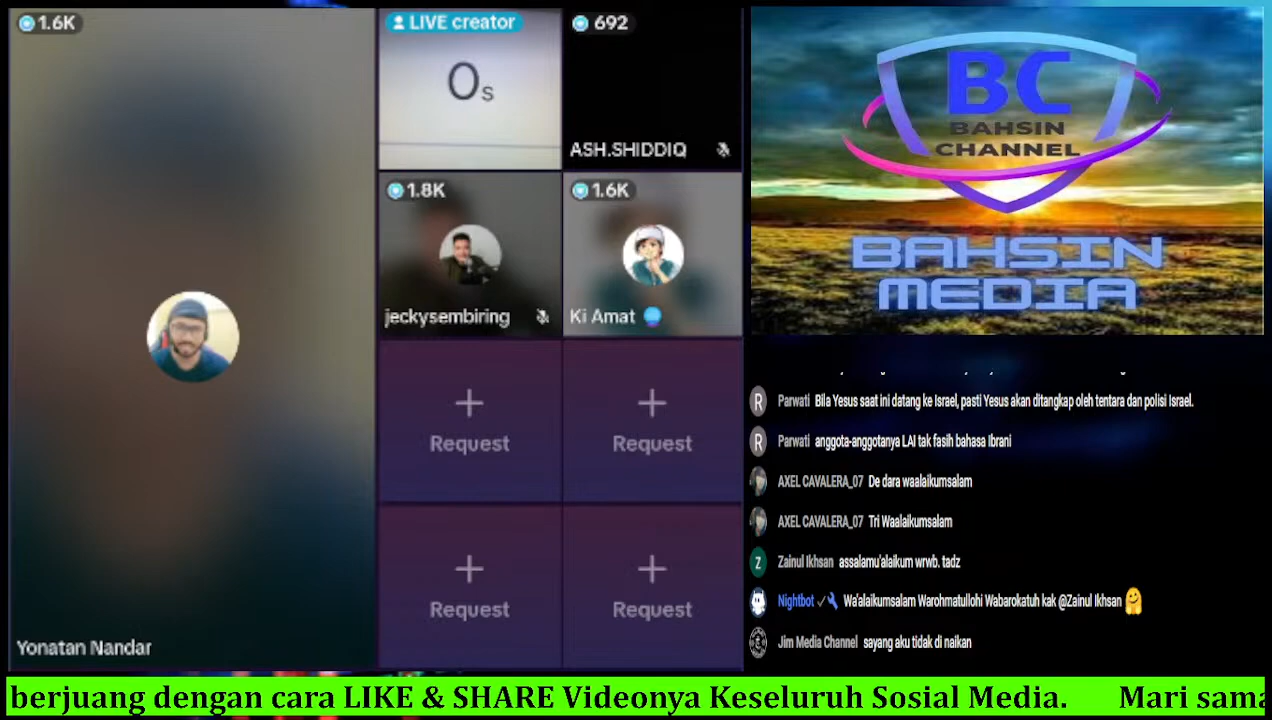 1.6K
LIVE creator
692
0s
ASH.SHIDDIQ
1.8K
1.6K
jeckysembiring
Ki Amat
Request
Request
Request
Request
Yonatan Nandar
BC
BAHSIN
CHANNEL
BAHSIN
MEDIA
R Parwati Bila Yesus saat ini datang ke Israel, pasti Yesus akan ditangkap oleh tentara dan polisi Israel.
R Parwati anggota-anggotanya LAI tak fasih bahasa Ibrani
AXEL CAVALERA_07 De dara waalaikumsalam
AXEL CAVALERA_07 Tri Waalaikumsalam
Z Zainul Ikhsan assalamu'alaikum wrwb. tadz
Nightbot Wa'alaikumsalam Warohmatullohi Wabarokatuh kak @Zainul Ikhsan 🤗
Jim Media Channel sayang aku tidak di naikan
berjuang dengan cara LIKE & SHARE Videonya Keseluruh Sosial Media. Mari sama